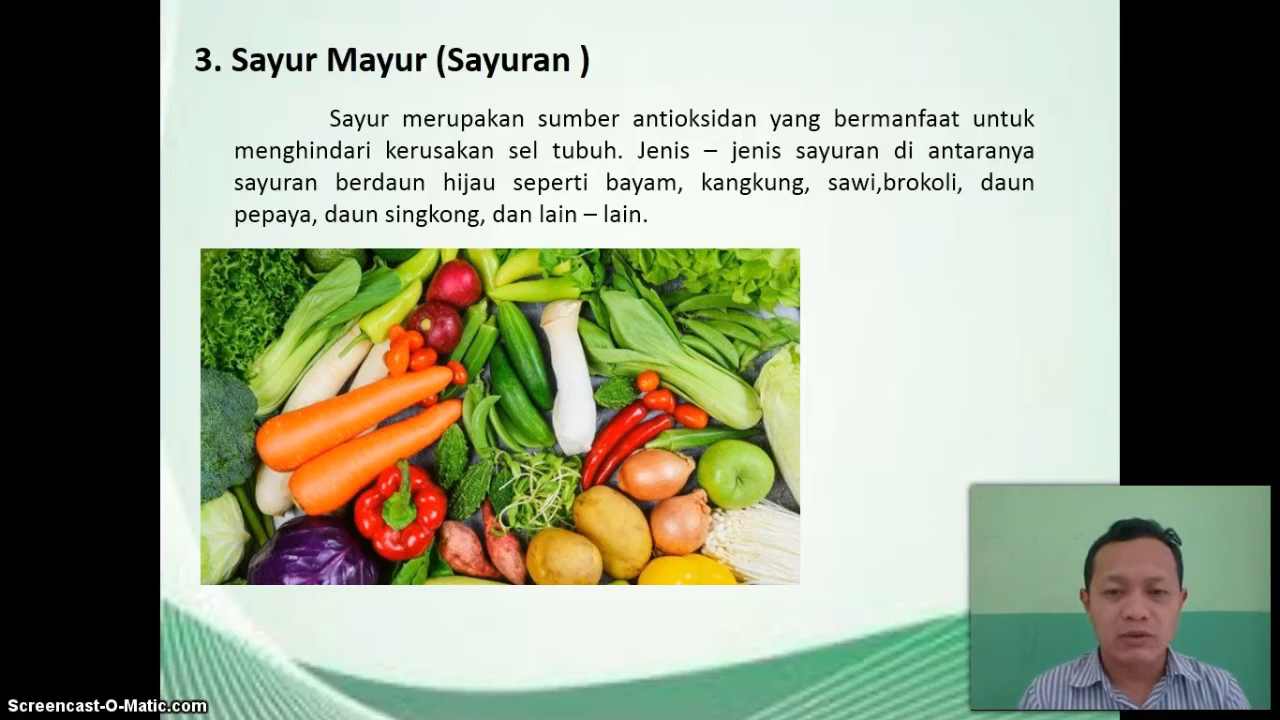 3. Sayur Mayur (Sayuran )
Sayur merupakan sumber antioksidan yang bermanfaat untuk
menghindari kerusakan sel tubuh. Jenis – jenis sayuran di antaranya
sayuran berdaun hijau seperti bayam, kangkung, sawi,brokoli, daun
pepaya, daun singkong, dan lain – lain.
Screencast-O-Matic.com